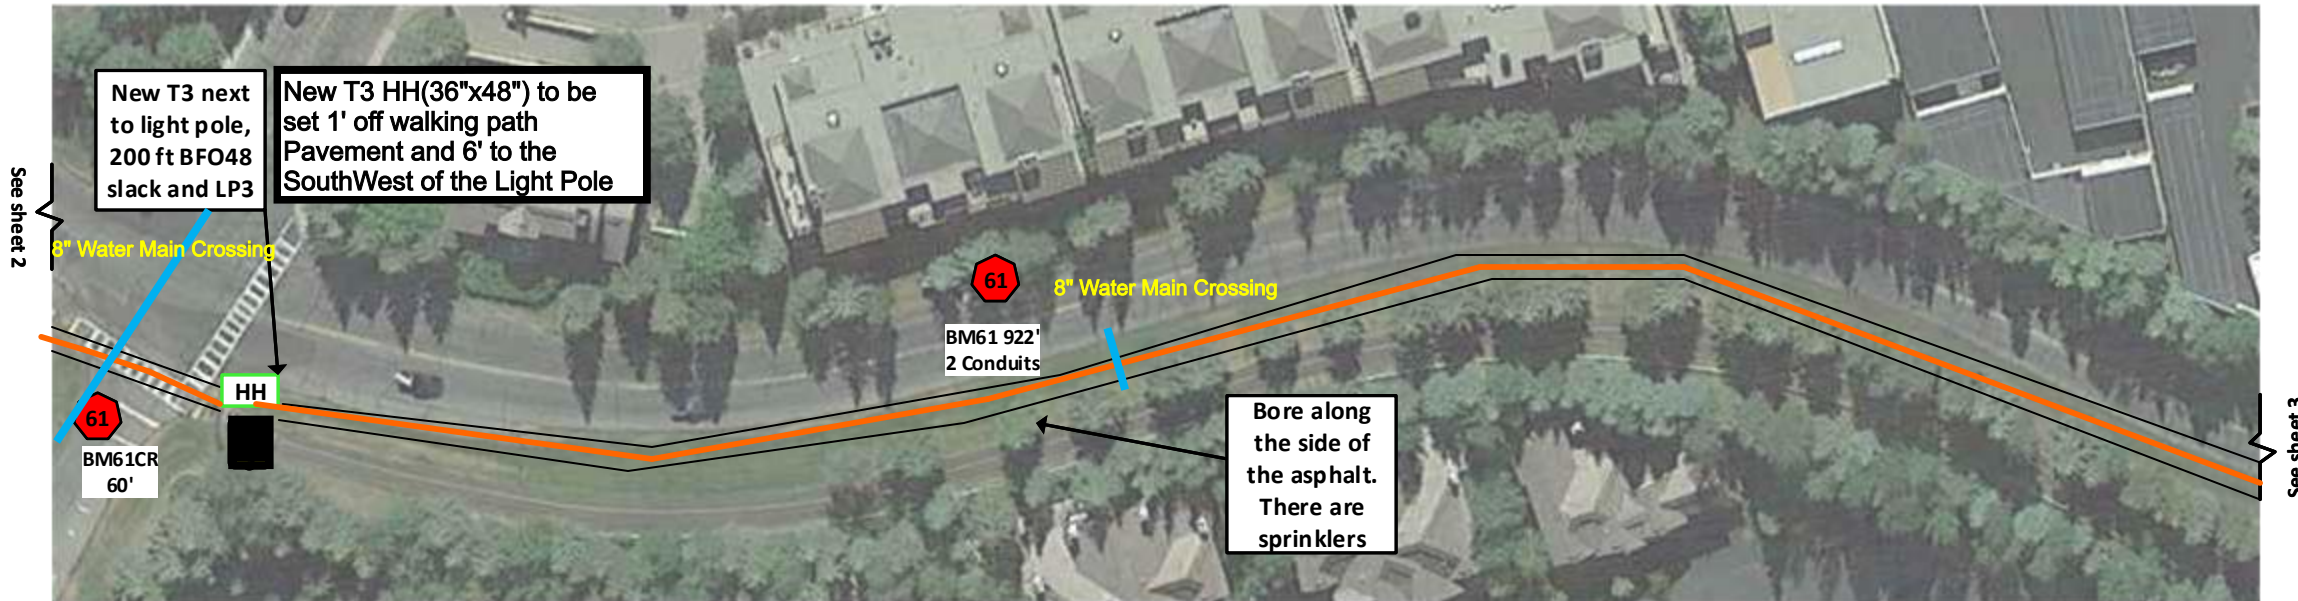 New T3 next
to light pole,
200 ft BFO48
slack and LP3
New T3 HH(36"x48") to be
set 1' off walking path
Pavement and 6' to the
SouthWest of the Light Pole
See sheet 2
8" Water Main Crossing
61
8" Water Main Crossing
BM61 922'
2 Conduits
HH
61
BM61CR
60'
Bore along
the side of
the asphalt.
There are
sprinklers
See sheet 3